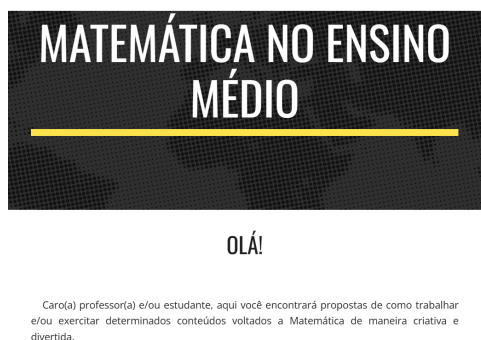 MATEMÁTICA NO ENSINO
MÉDIO
OLÁ!
Caro(a) professor(a) e/ou estudante, aqui você encontrará propostas de como trabalhar
e/ou exercitar determinados conteúdos voltados a Matemática de maneira criativa e
divertida.